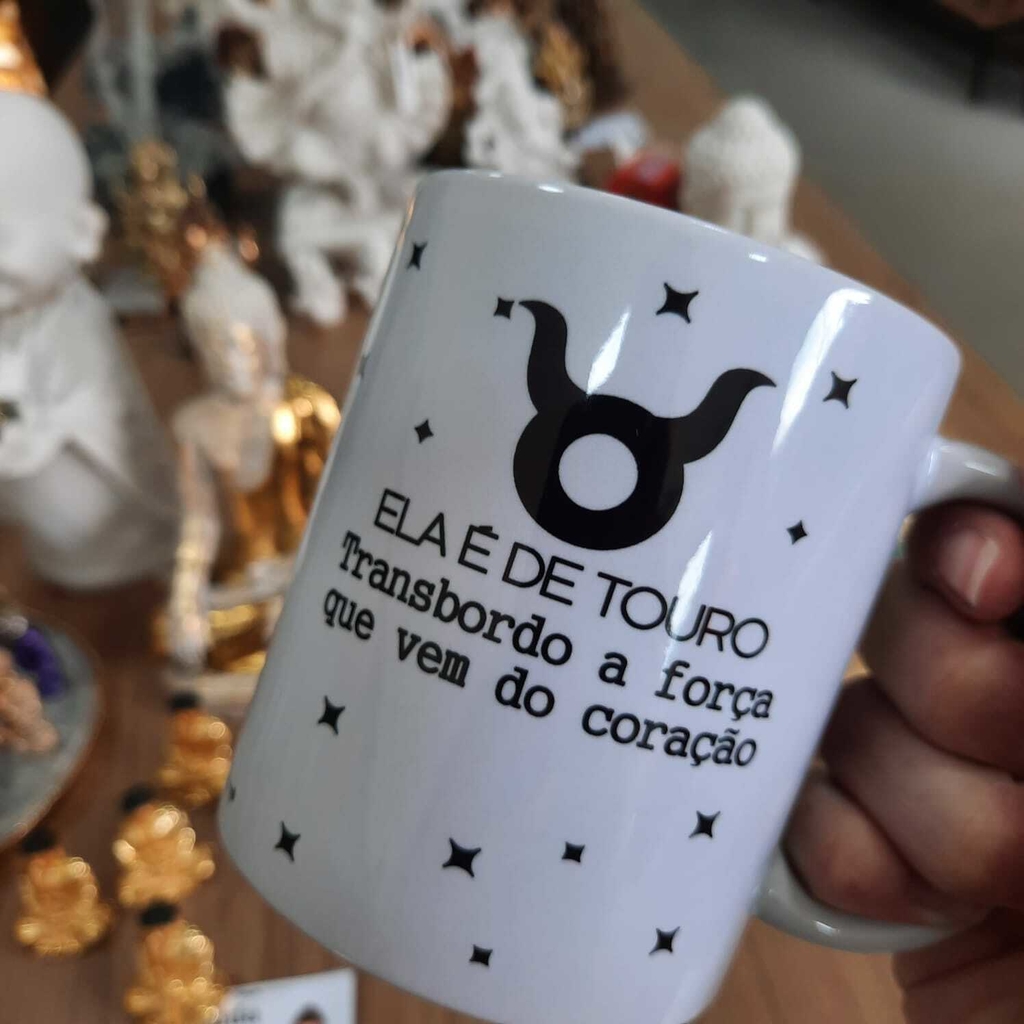 ELA É DE TOURO
Transbordo a força
que vem do coração